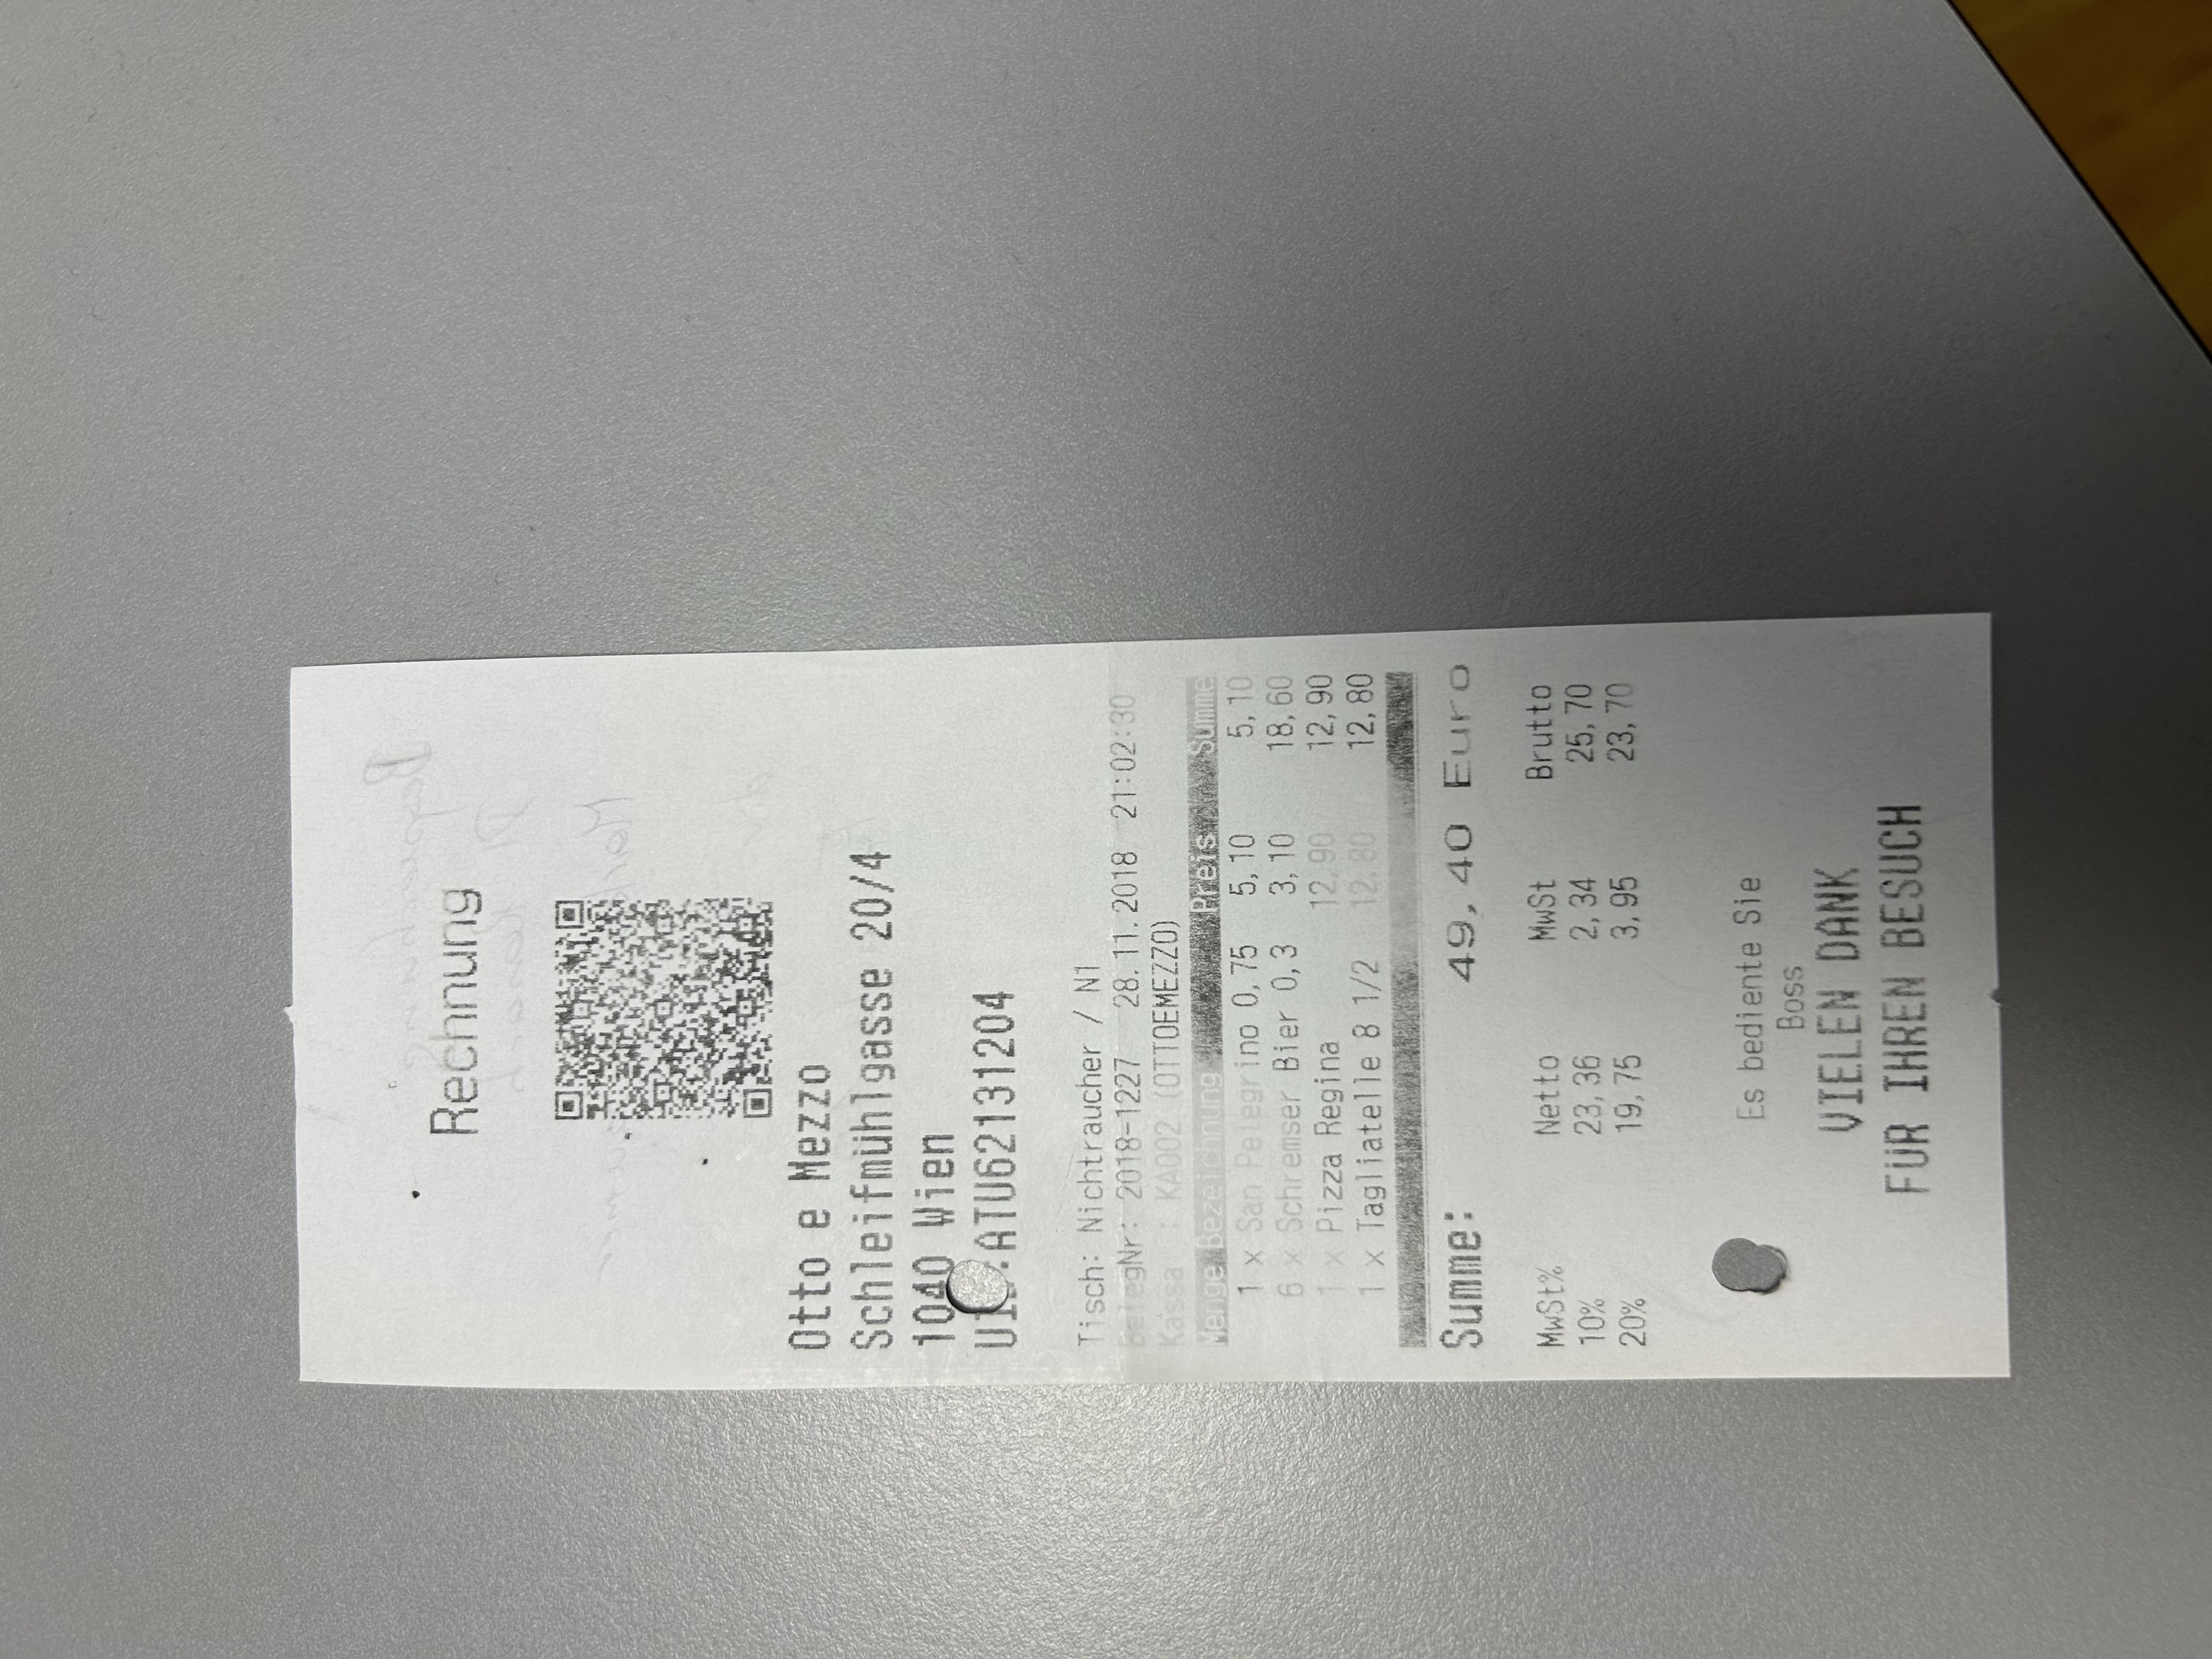 Rechnung
Otto e Mezzo
Schleifmühlgasse 20/4
1040 Wien
UID:ATU62131204
Tisch: Nichtraucher / N1
BelegNr: 2018-1227 28.11.2018 21:02:30
Kassa : KA002 (OTTOEMEZZO)
Menge Bezeichnung Preis Summe
1 x San Pelegrino 0,75 5,10 5,10
6 x Schremser Bier 0,3 3,10 18,60
1 x Pizza Regina 12,90 12,90
1 x Tagliatelle 8 1/2 12,80 12,80
Summe: 49,40 Euro
MwSt% Netto MwSt Brutto
10% 23,36 2,34 25,70
20% 19,75 3,95 23,70
Es bediente Sie
Boss
VIELEN DANK
FÜR IHREN BESUCH